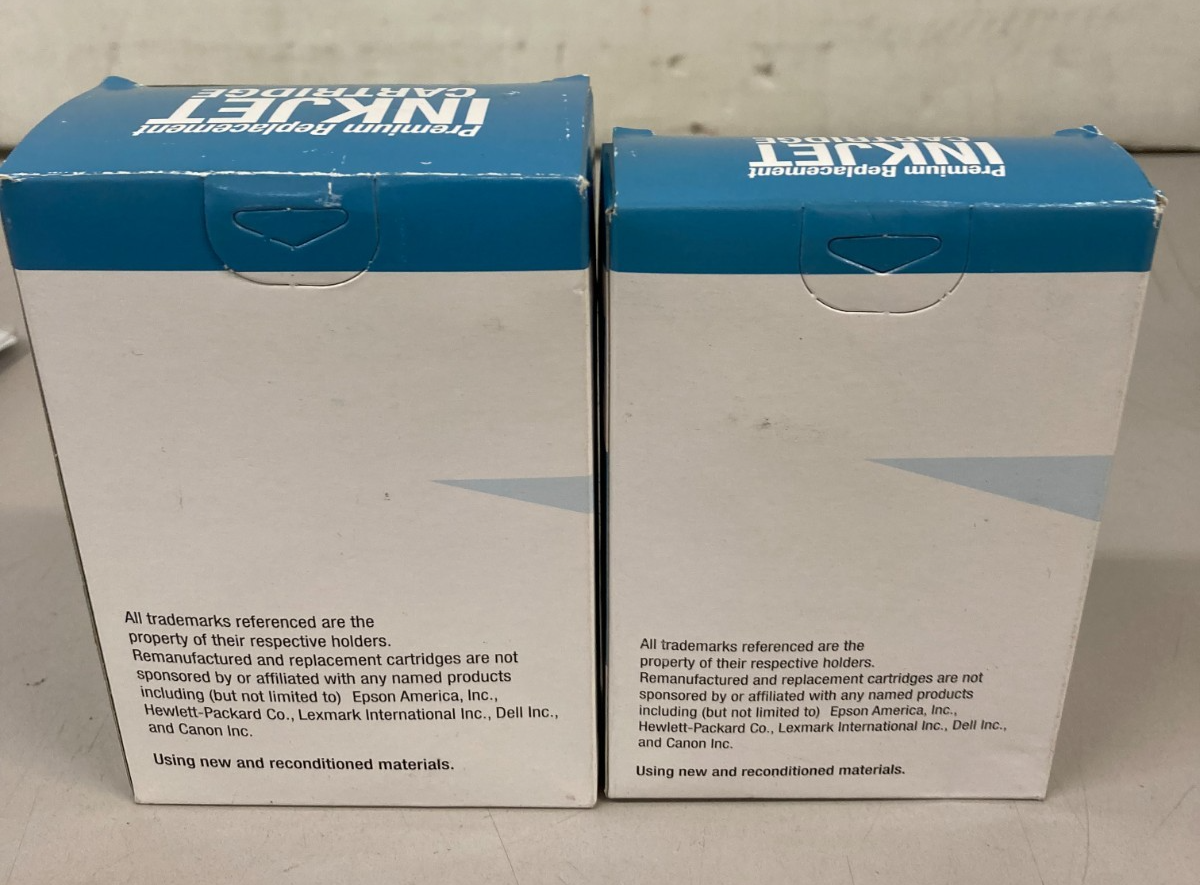 Premium Replacement
INKJET
CARTRIDGE
All trademarks referenced are the
property of their respective holders.
Remanufactured and replacement cartridges are not
sponsored by or affiliated with any named products
including (but not limited to) Epson America, Inc.,
Hewlett-Packard Co., Lexmark International Inc., Dell Inc.,
and Canon Inc.
Using new and reconditioned materials.
Premium Replacement
INKJET
CARTRIDGE
All trademarks referenced are the
property of their respective holders.
Remanufactured and replacement cartridges are not
sponsored by or affiliated with any named products
including (but not limited to) Epson America, Inc.,
Hewlett-Packard Co., Lexmark International Inc., Dell Inc.,
and Canon Inc.
Using new and reconditioned materials.